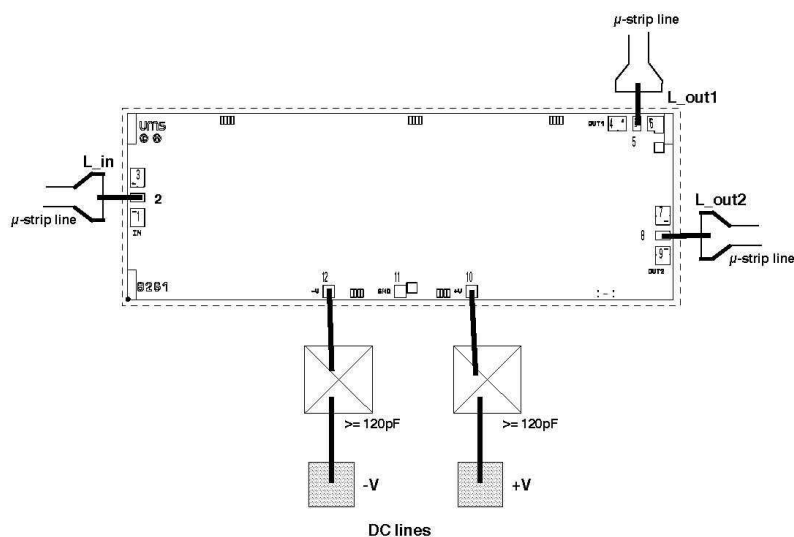 µ-strip line
L_out1
UMS
OUT1 4 5 6
5
L_in
3
2
1
IN
µ-strip line
L_out2
7
8
9
OUT2
µ-strip line
12
11
10
-V
GND
+V
>= 120pF
>= 120pF
-V
+V
DC lines